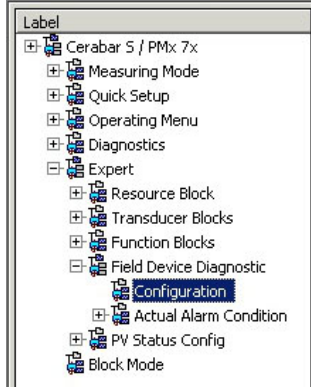 Label
Cerabar S / PMx 7x
Measuring Mode
Quick Setup
Operating Menu
Diagnostics
Expert
Resource Block
Transducer Blocks
Function Blocks
Field Device Diagnostic
Configuration
Actual Alarm Condition
PV Status Config
Block Mode